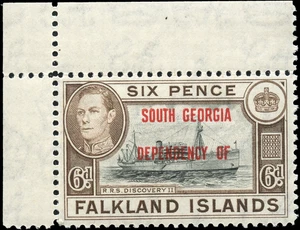 SIX PENCE
SOUTH GEORGIA
DEPENDENCY OF
6d 6d
R.R.S. DISCOVERY II
FALKLAND ISLANDS